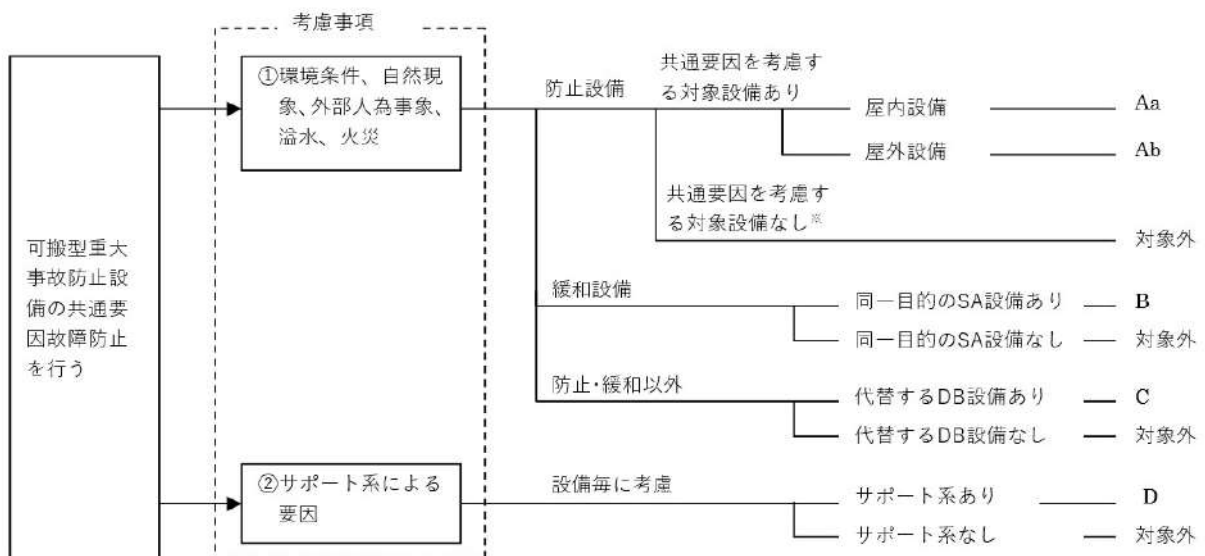 考慮事項
可搬型重大
事故防止設
備の共通要
因故障防止
を行う
①環境条件、自然現
象、外部人為事象、
溢水、火災
防止設備
共通要因を考慮す
る対象設備あり
屋内設備
Aa
屋外設備
Ab
共通要因を考慮す
る対象設備なし※
対象外
緩和設備
同一目的のSA設備あり
B
同一目的のSA設備なし
対象外
防止・緩和以外
代替するDB設備あり
C
代替するDB設備なし
対象外
②サポート系による
要因
設備毎に考慮
サポート系あり
D
サポート系なし
対象外